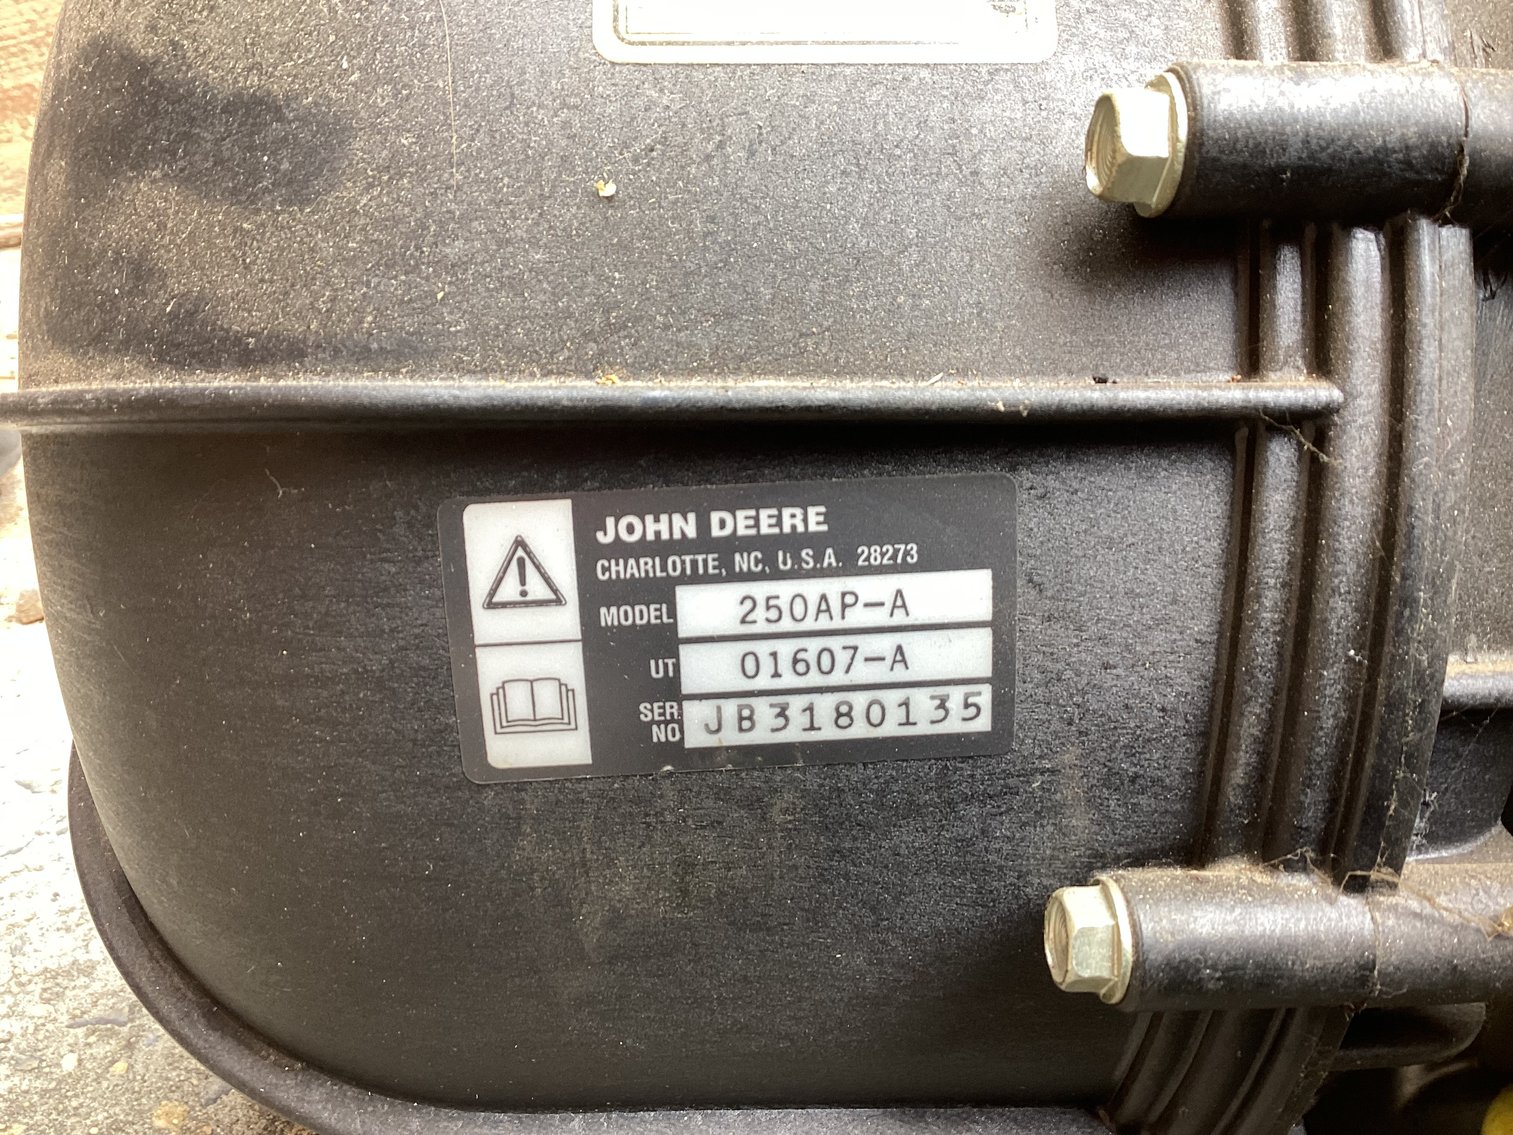 JOHN DEERE
CHARLOTTE, NC, U.S.A. 28273
MODEL 250AP-A
UT 01607-A
SER. NO JB3180135